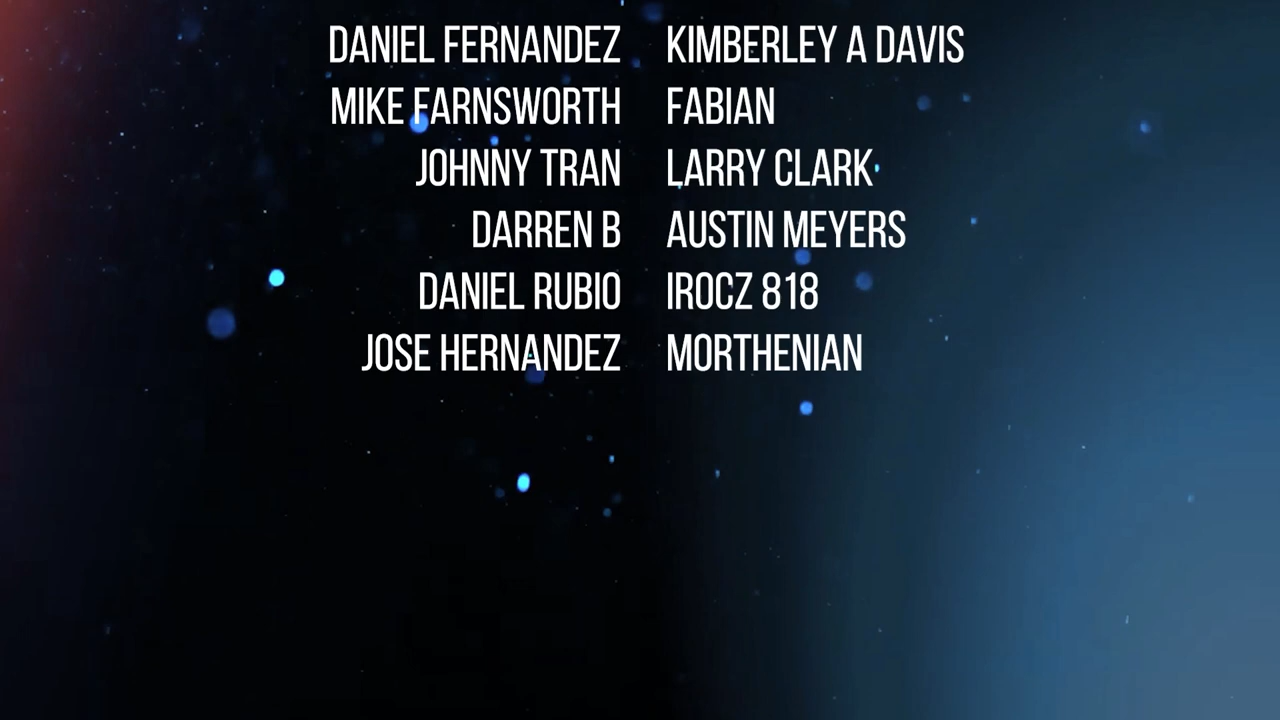 DANIEL FERNANDEZ KIMBERLEY A DAVIS
MIKE FARNSWORTH FABIAN
JOHNNY TRAN LARRY CLARK
DARREN B AUSTIN MEYERS
DANIEL RUBIO IROCZ 818
JOSE HERNANDEZ MORTHENIAN